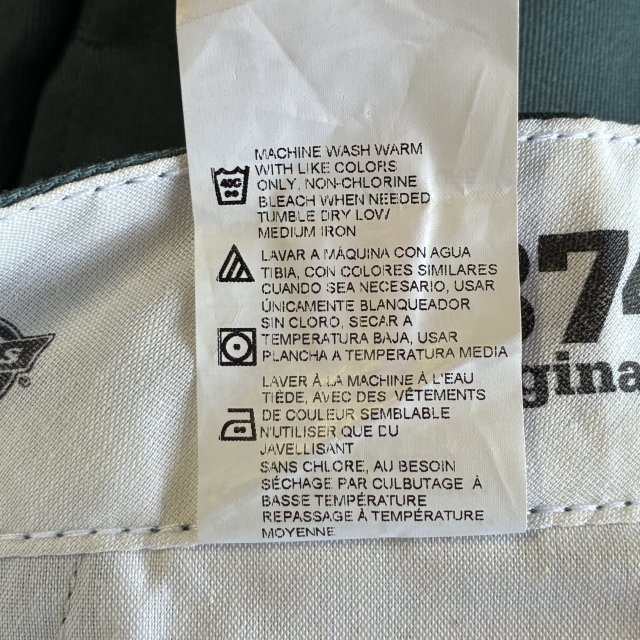 MACHINE WASH WARM
WITH LIKE COLORS
ONLY, NON-CHLORINE
BLEACH WHEN NEEDED
TUMBLE DRY LOW
MEDIUM IRON
40C
LAVAR A MÁQUINA CON AGUA
TIBIA, CON COLORES SIMILARES
CUANDO SEA NECESARIO, USAR
ÚNICAMENTE BLANQUEADOR
SIN CLORO, SECAR A
TEMPERATURA BAJA, USAR
PLANCHA A TEMPERATURA MEDIA
LAVER À LA MACHINE À L'EAU
TIÈDE, AVEC DES VÊTEMENTS
DE COULEUR SEMBLABLE
N'UTILISER QUE DU
JAVELLISANT
SANS CHLORE, AU BESOIN
SÉCHAGE PAR CULBUTAGE À
BASSE TEMPÉRATURE
REPASSAGE À TEMPÉRATURE
MOYENNE
874